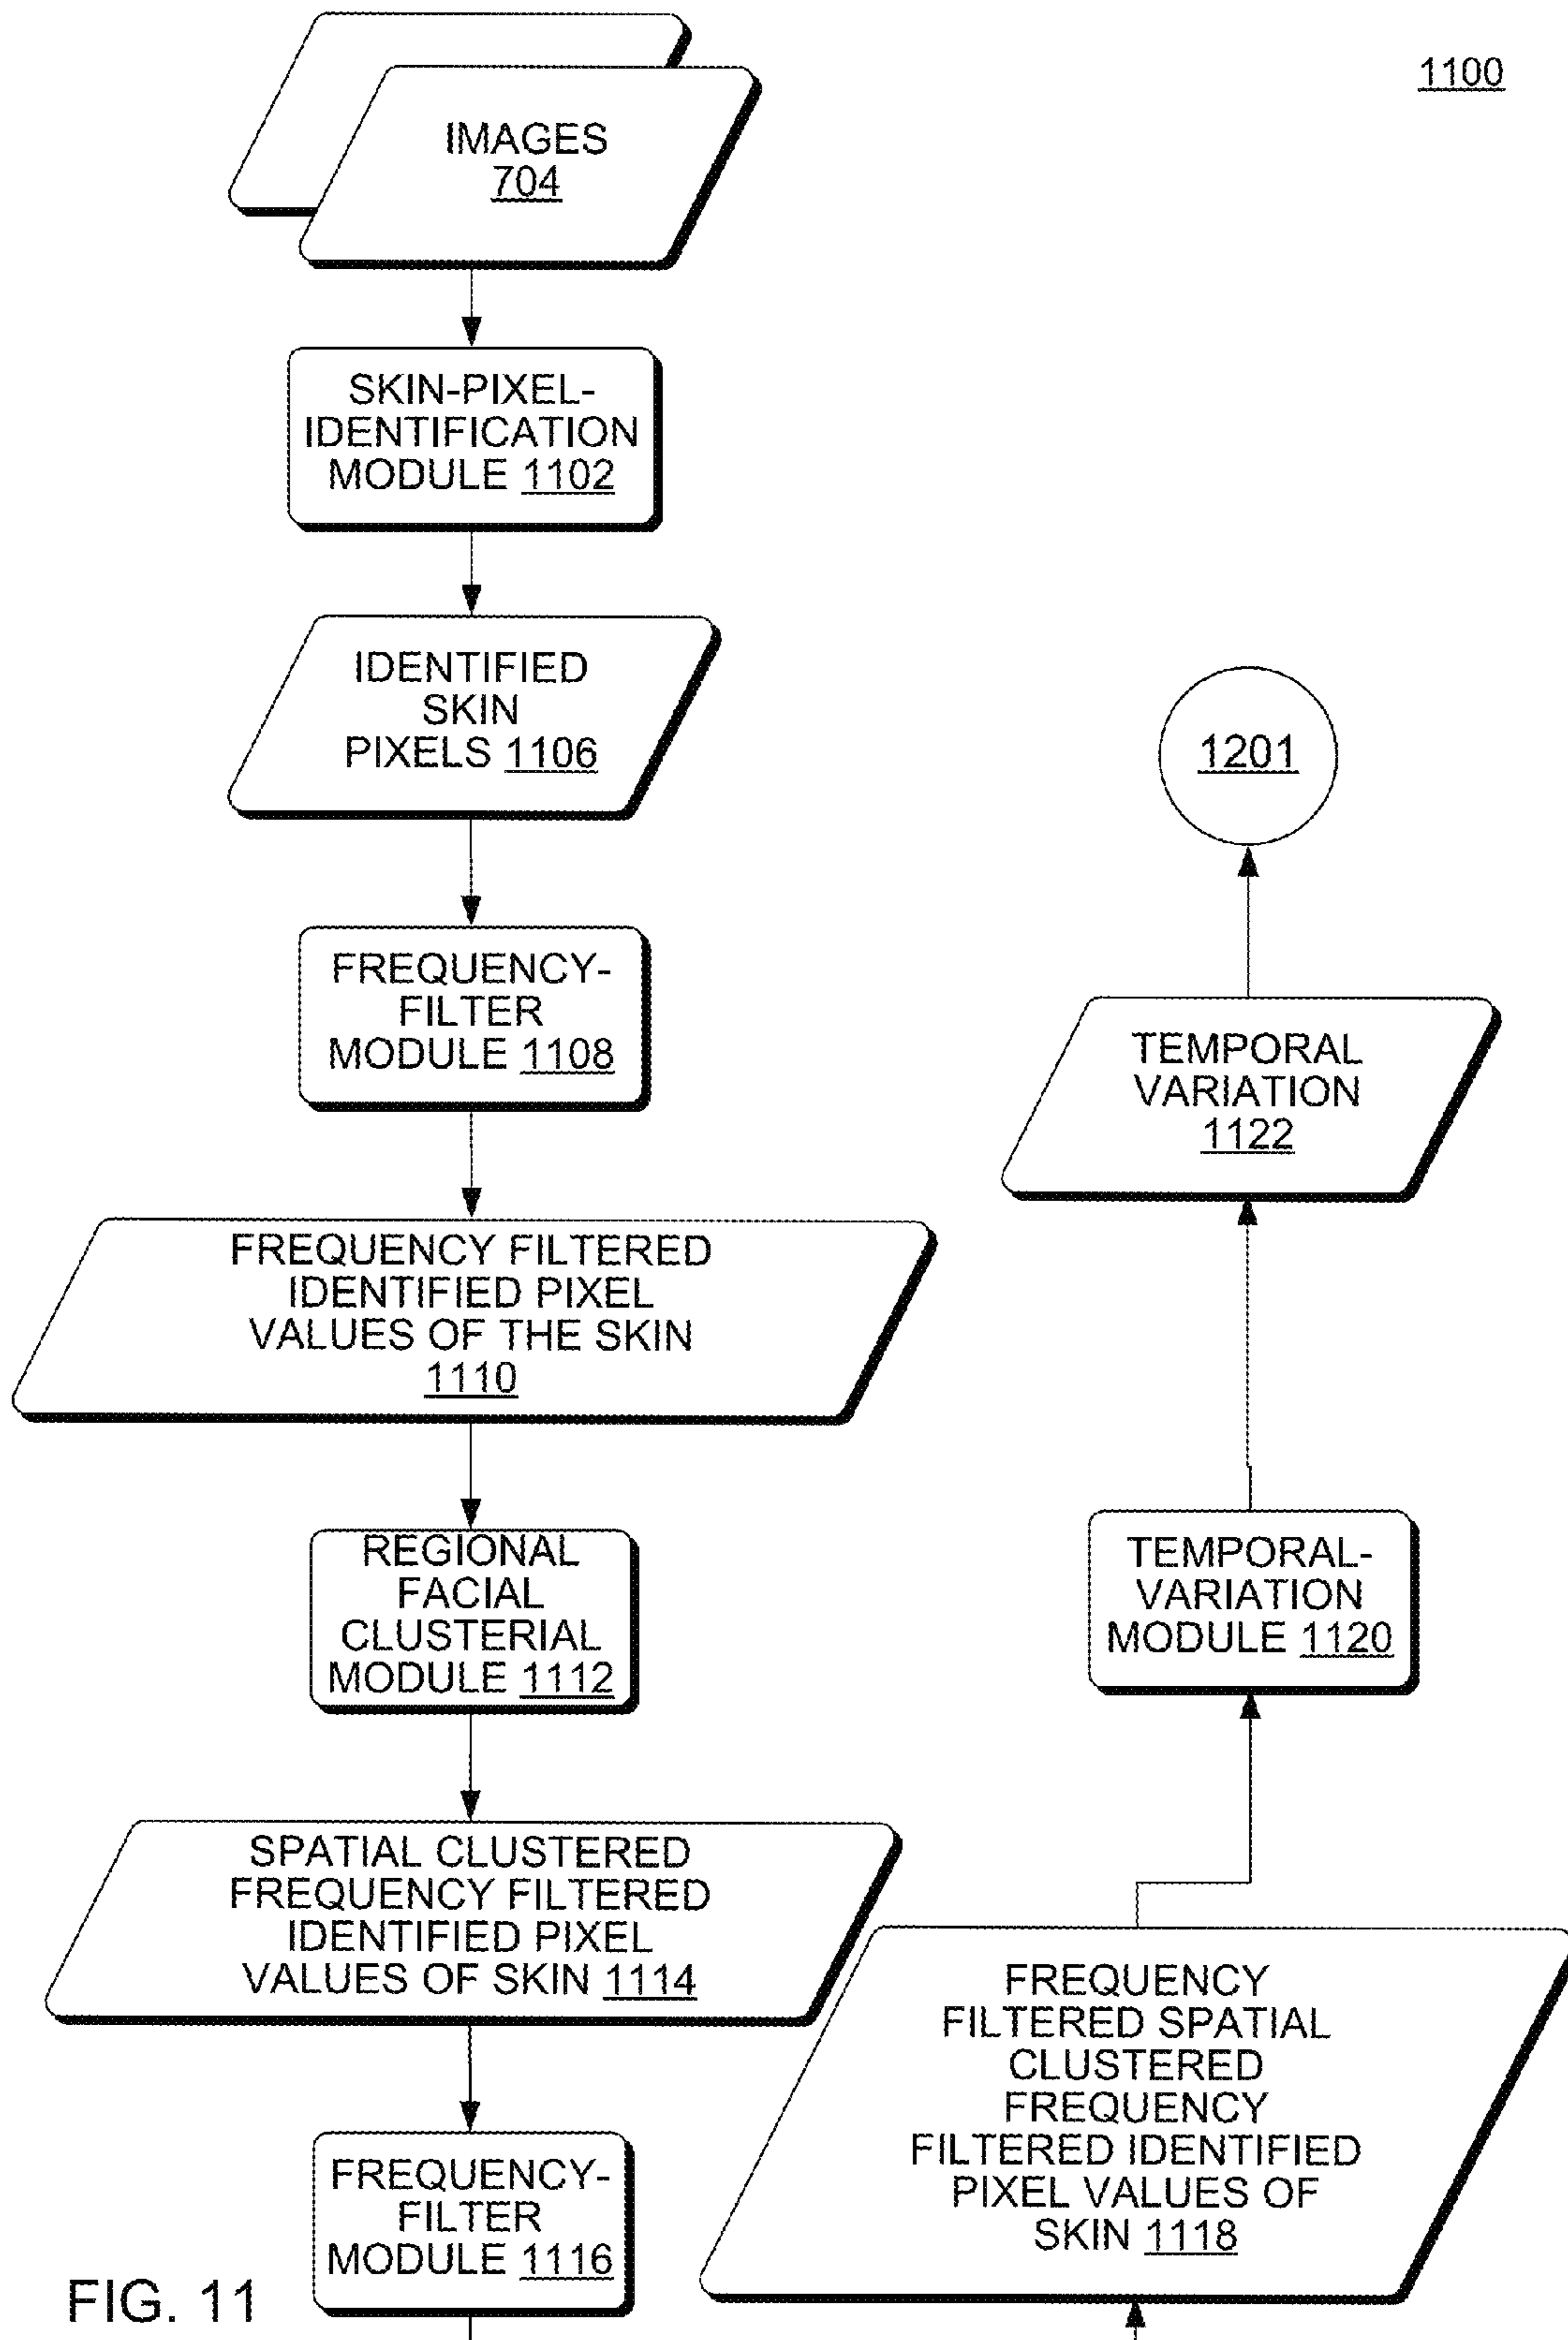 1100
IMAGES
704
SKIN-PIXEL-
IDENTIFICATION
MODULE 1102
IDENTIFIED
SKIN
PIXELS 1106
FREQUENCY-
FILTER
MODULE 1108
FREQUENCY FILTERED
IDENTIFIED PIXEL
VALUES OF THE SKIN
1110
REGIONAL
FACIAL
CLUSTERIAL
MODULE 1112
SPATIAL CLUSTERED
FREQUENCY FILTERED
IDENTIFIED PIXEL
VALUES OF SKIN 1114
FREQUENCY-
FILTER
MODULE 1116
FREQUENCY
FILTERED SPATIAL
CLUSTERED
FREQUENCY
FILTERED IDENTIFIED
PIXEL VALUES OF
SKIN 1118
TEMPORAL-
VARIATION
MODULE 1120
TEMPORAL
VARIATION
1122
1201
FIG. 11